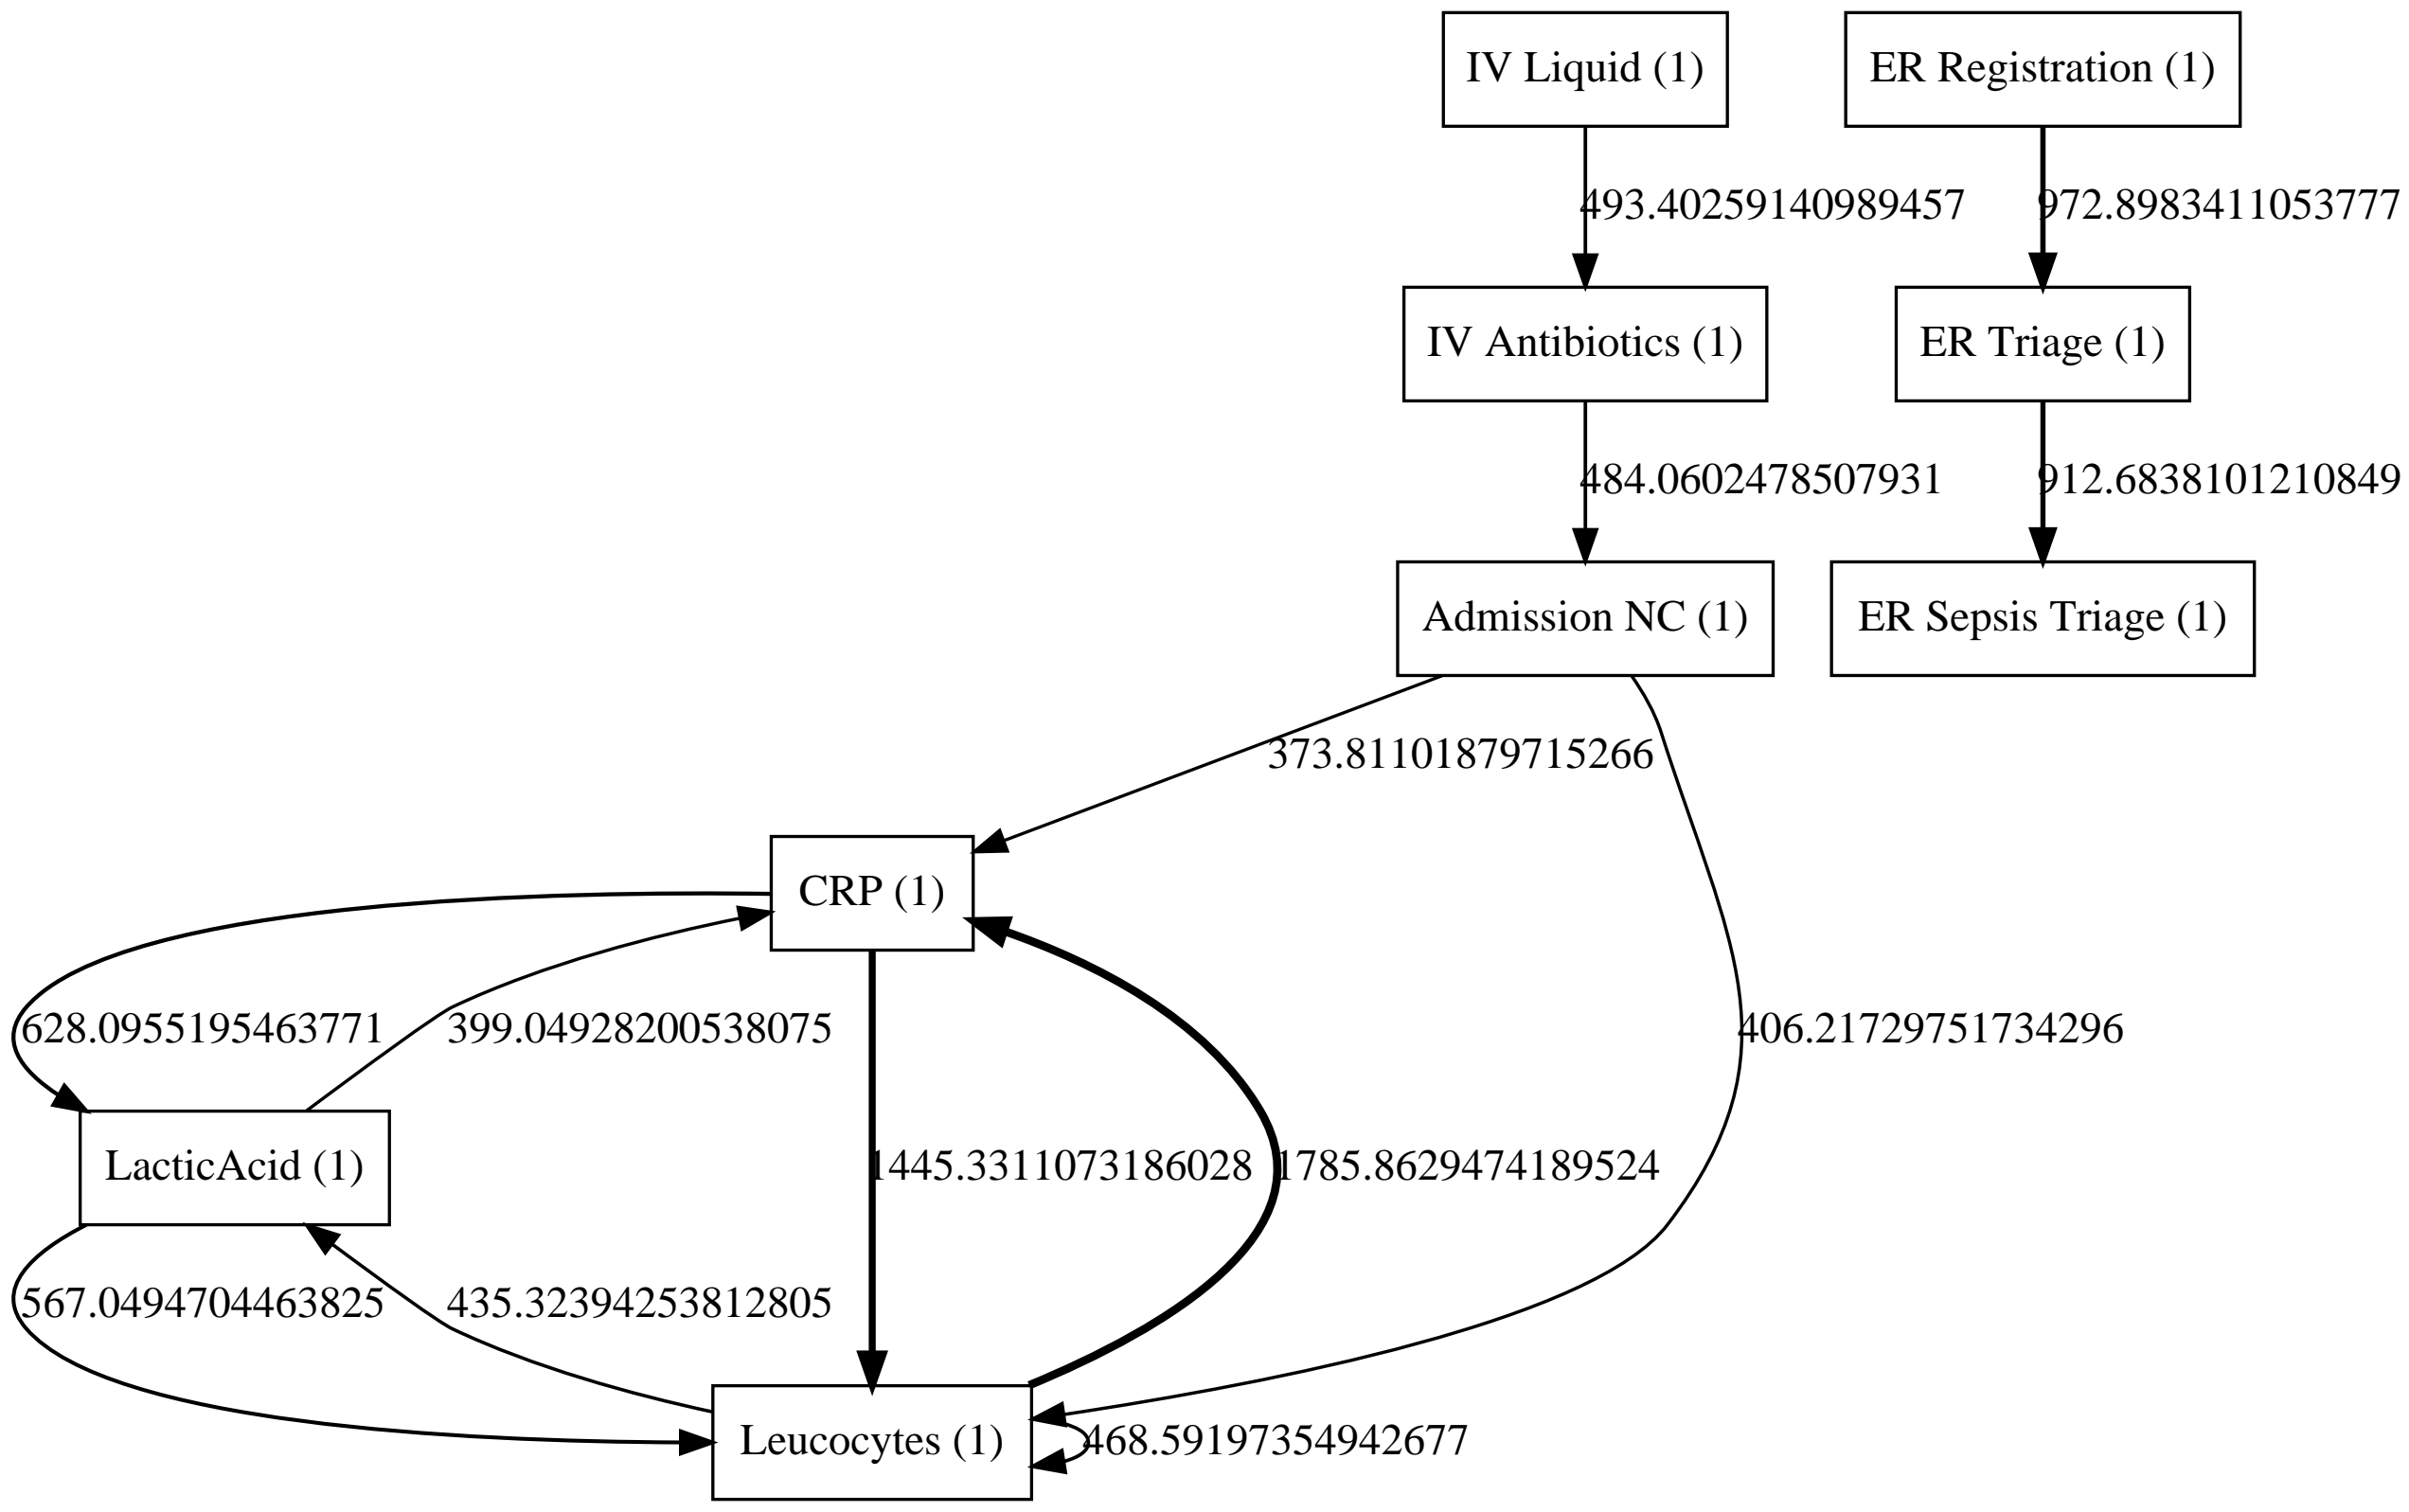 IV Liquid (1)
ER Registration (1)
493.40259140989457
972.8983411053777
IV Antibiotics (1)
ER Triage (1)
484.0602478507931
912.6838101210849
Admission NC (1)
ER Sepsis Triage (1)
373.81101879715266
CRP (1)
628.0955195463771
399.04928200538075
406.21729751734296
LacticAcid (1)
1445.3311073186028
1785.8629474189524
567.0494704463825
435.32394253812805
Leucocytes (1)
468.59197354942677